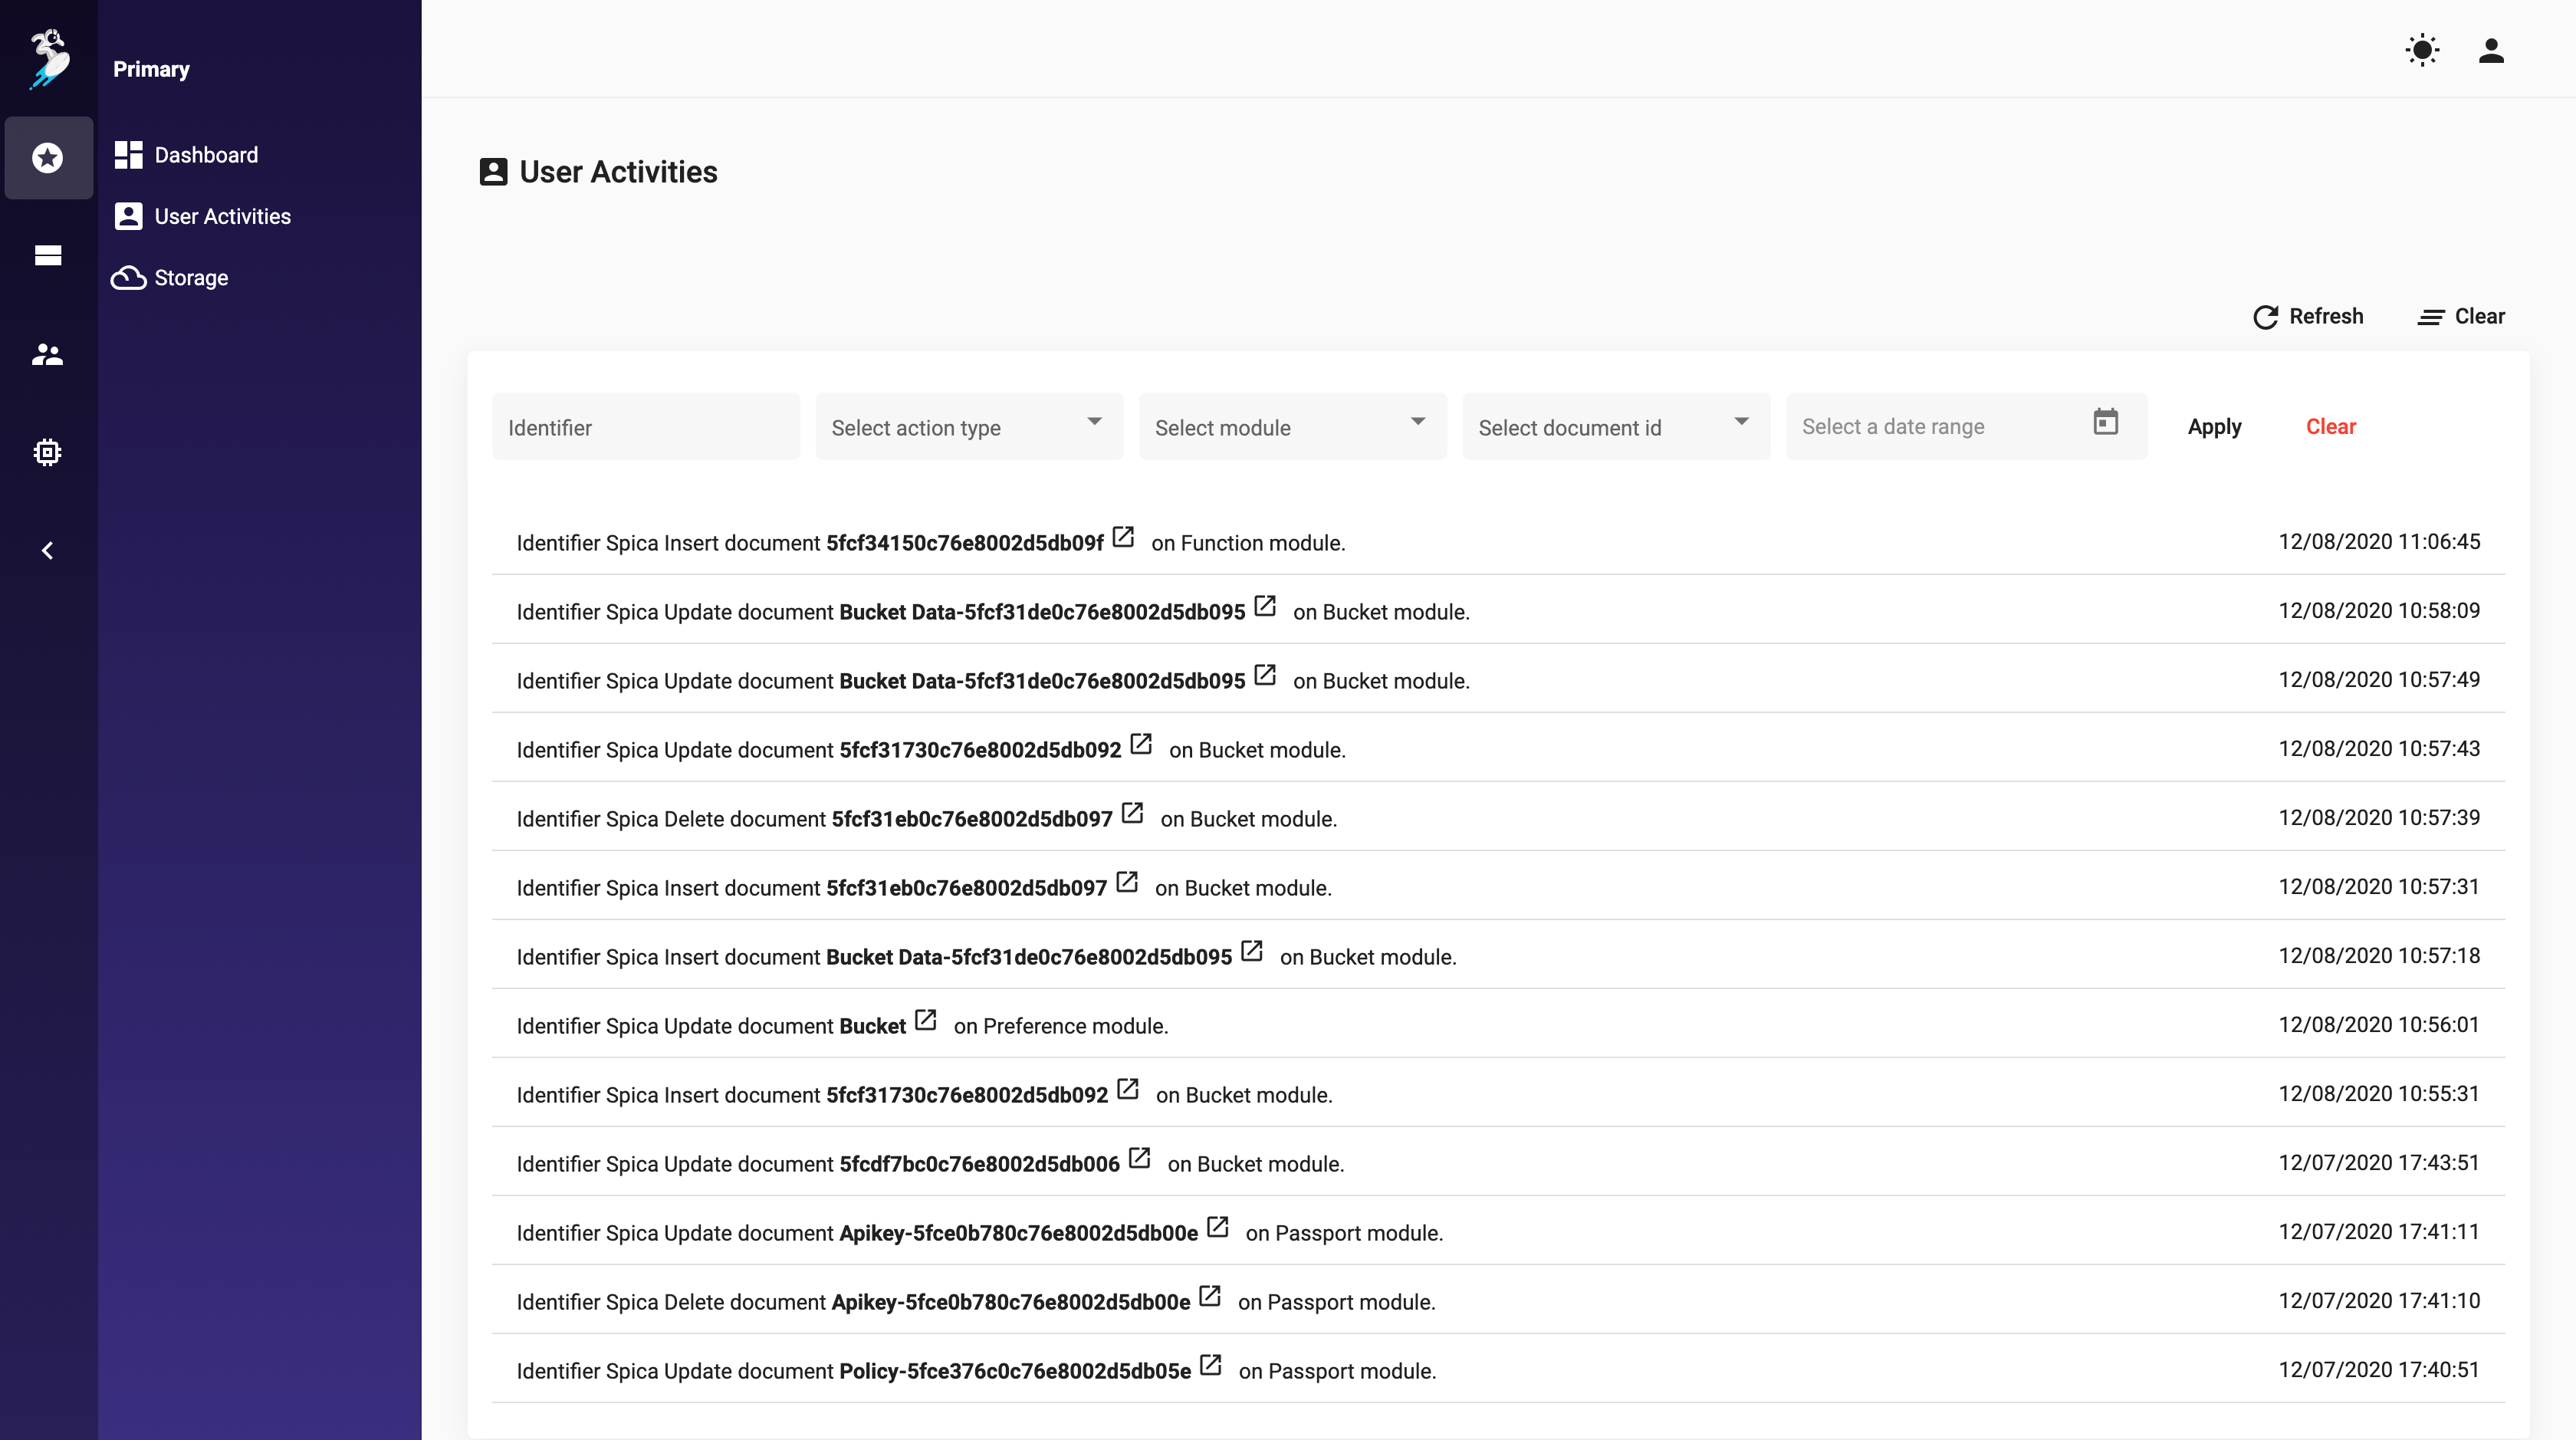 Primary
Dashboard
User Activities
Storage
User Activities
Refresh Clear
Identifier Select action type Select module Select document id Select a date range Apply Clear
Identifier Spica Insert document 5fcf34150c76e8002d5db09f on Function module. 12/08/2020 11:06:45
Identifier Spica Update document Bucket Data-5fcf31de0c76e8002d5db095 on Bucket module. 12/08/2020 10:58:09
Identifier Spica Update document Bucket Data-5fcf31de0c76e8002d5db095 on Bucket module. 12/08/2020 10:57:49
Identifier Spica Update document 5fcf31730c76e8002d5db092 on Bucket module. 12/08/2020 10:57:43
Identifier Spica Delete document 5fcf31eb0c76e8002d5db097 on Bucket module. 12/08/2020 10:57:39
Identifier Spica Insert document 5fcf31eb0c76e8002d5db097 on Bucket module. 12/08/2020 10:57:31
Identifier Spica Insert document Bucket Data-5fcf31de0c76e8002d5db095 on Bucket module. 12/08/2020 10:57:18
Identifier Spica Update document Bucket on Preference module. 12/08/2020 10:56:01
Identifier Spica Insert document 5fcf31730c76e8002d5db092 on Bucket module. 12/08/2020 10:55:31
Identifier Spica Update document 5fcdf7bc0c76e8002d5db006 on Bucket module. 12/07/2020 17:43:51
Identifier Spica Update document Apikey-5fce0b780c76e8002d5db00e on Passport module. 12/07/2020 17:41:11
Identifier Spica Delete document Apikey-5fce0b780c76e8002d5db00e on Passport module. 12/07/2020 17:41:10
Identifier Spica Update document Policy-5fce376c0c76e8002d5db05e on Passport module. 12/07/2020 17:40:51